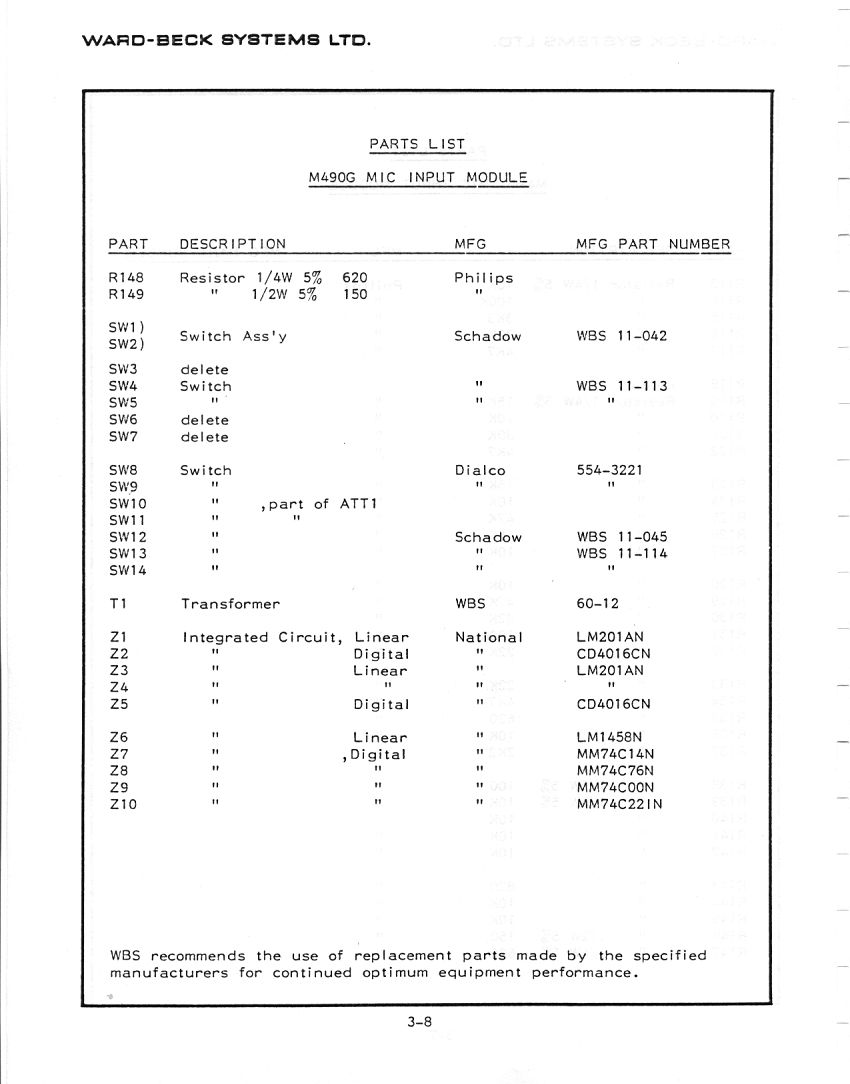 WARD-BECK SYSTEMS LTD.
PARTS LIST
M490G MIC INPUT MODULE
PART DESCRIPTION MFG MFG PART NUMBER
R148 Resistor 1/4W 5% 620 Philips
R149 " 1/2W 5% 150 "
SW1)
SW2) Switch Ass'y Schadow WBS 11-042
SW3 delete
SW4 Switch " WBS 11-113
SW5 " " "
SW6 delete
SW7 delete
SW8 Switch Dialco 554-3221
SW9 " " "
SW10 " ,part of ATT1
SW11 " "
SW12 " Schadow WBS 11-045
SW13 " " WBS 11-114
SW14 " " "
T1 Transformer WBS 60-12
Z1 Integrated Circuit, Linear National LM201AN
Z2 " Digital " CD4016CN
Z3 " Linear " LM201AN
Z4 " " " "
Z5 " Digital " CD4016CN
Z6 " Linear " LM1458N
Z7 " ,Digital " MM74C14N
Z8 " " " MM74C76N
Z9 " " " MM74C00N
Z10 " " " MM74C221N
WBS recommends the use of replacement parts made by the specified
manufacturers for continued optimum equipment performance.
3-8